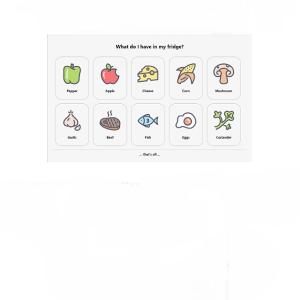 What do I have in my fridge?
Pepper Apple Cheese Corn Mushroom
Garlic Beef Fish Eggs Coriander
... that's all ...